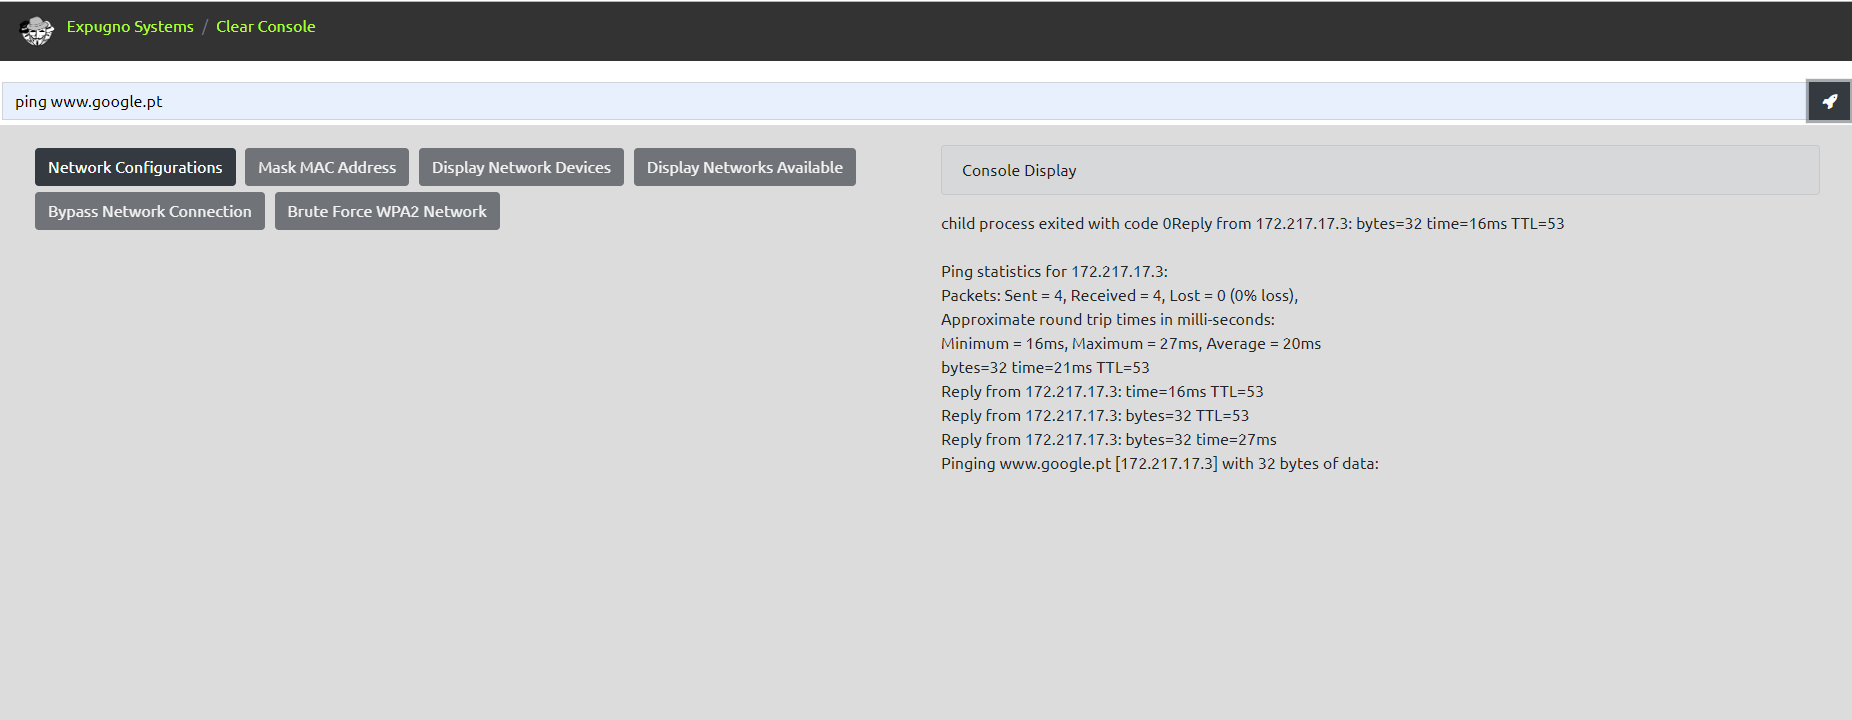 Expugno Systems / Clear Console
ping www.google.pt
Network Configurations
Mask MAC Address
Display Network Devices
Display Networks Available
Bypass Network Connection
Brute Force WPA2 Network
Console Display
child process exited with code 0Reply from 172.217.17.3: bytes=32 time=16ms TTL=53
Ping statistics for 172.217.17.3:
Packets: Sent = 4, Received = 4, Lost = 0 (0% loss),
Approximate round trip times in milli-seconds:
Minimum = 16ms, Maximum = 27ms, Average = 20ms
bytes=32 time=21ms TTL=53
Reply from 172.217.17.3: time=16ms TTL=53
Reply from 172.217.17.3: bytes=32 TTL=53
Reply from 172.217.17.3: bytes=32 time=27ms
Pinging www.google.pt [172.217.17.3] with 32 bytes of data: